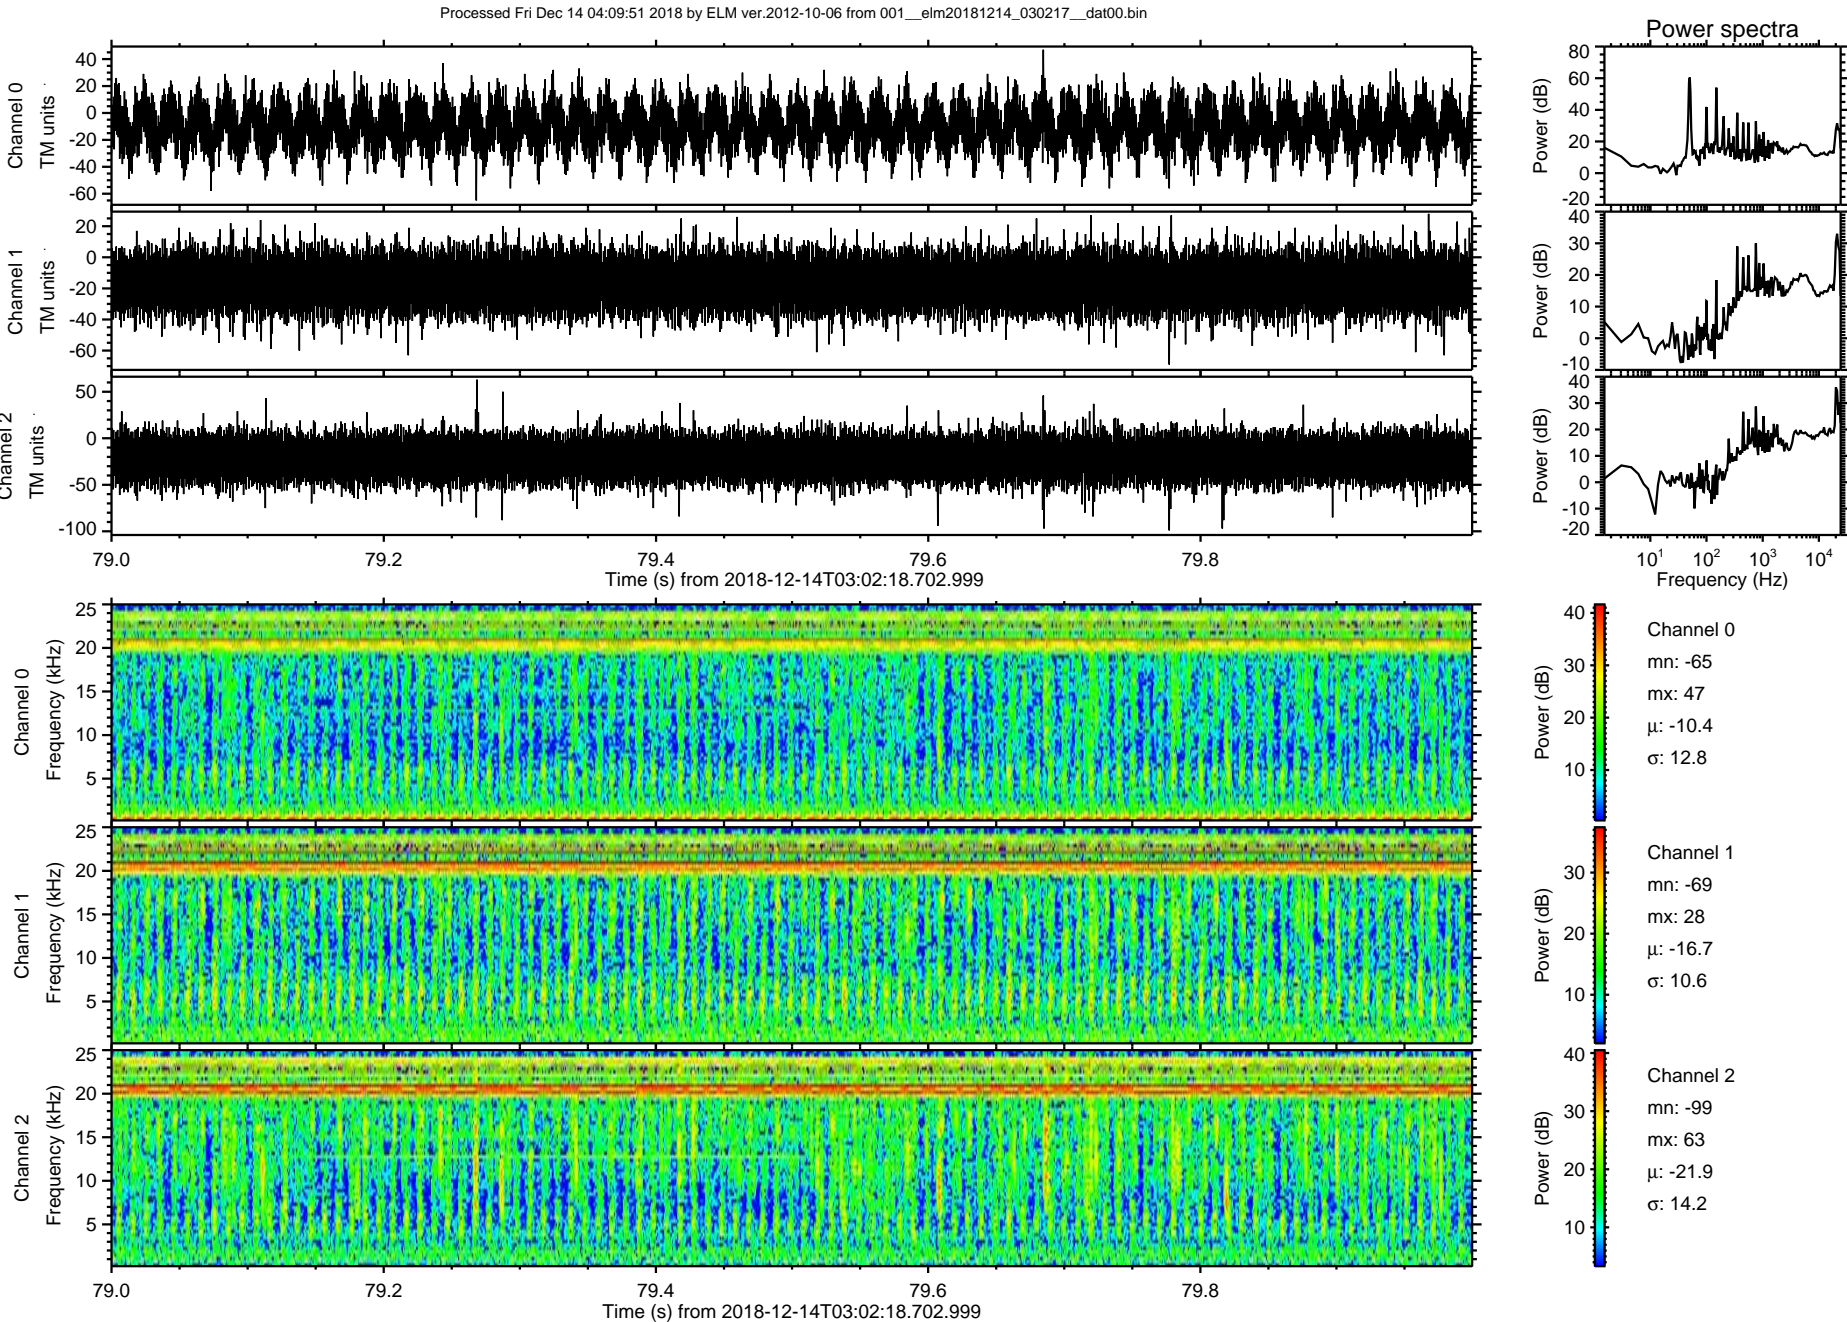 Processed Fri Dec 14 04:09:51 2018 by ELM ver.2012-10-06 from 001__elm20181214_030217__dat00.bin
Power spectra
Channel 0
TM units
40
20
0
-20
-40
-60
Power (dB)
80
60
40
20
0
-20
Channel 1
TM units
20
0
-20
-40
-60
Power (dB)
40
30
20
10
0
-10
Channel 2
TM units
50
0
-50
-100
Power (dB)
40
30
20
10
0
-10
-20
79.0 79.2 79.4 79.6 79.8
Time (s) from 2018-12-14T03:02:18.702.999
10¹ 10² 10³ 10⁴
Frequency (Hz)
Channel 0
Frequency (kHz)
25
20
15
10
5
Power (dB)
40
30
20
10
Channel 0
mn: -65
mx: 47
μ: -10.4
σ: 12.8
Channel 1
Frequency (kHz)
25
20
15
10
5
Power (dB)
30
20
10
Channel 1
mn: -69
mx: 28
μ: -16.7
σ: 10.6
Channel 2
Frequency (kHz)
25
20
15
10
5
Power (dB)
40
30
20
10
Channel 2
mn: -99
mx: 63
μ: -21.9
σ: 14.2
79.0 79.2 79.4 79.6 79.8
Time (s) from 2018-12-14T03:02:18.702.999